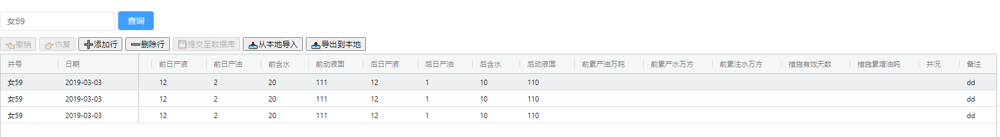 女59 查询
撤销 恢复 添加行 删除行 提交至数据库 从本地导入 导出到本地
井号 日期 前日产液 前日产油 前含水 前动液面 后日产液 后日产油 后含水 后动液面 前累产油万吨 前累产水万方 前累注水万方 措施有效天数 措施累增油吨 井况 备注
女59 2019-03-03 12 2 20 111 12 1 10 110 dd
女59 2019-03-03 12 2 20 111 12 1 10 110 dd
女59 2019-03-03 12 2 20 111 12 1 10 110 dd